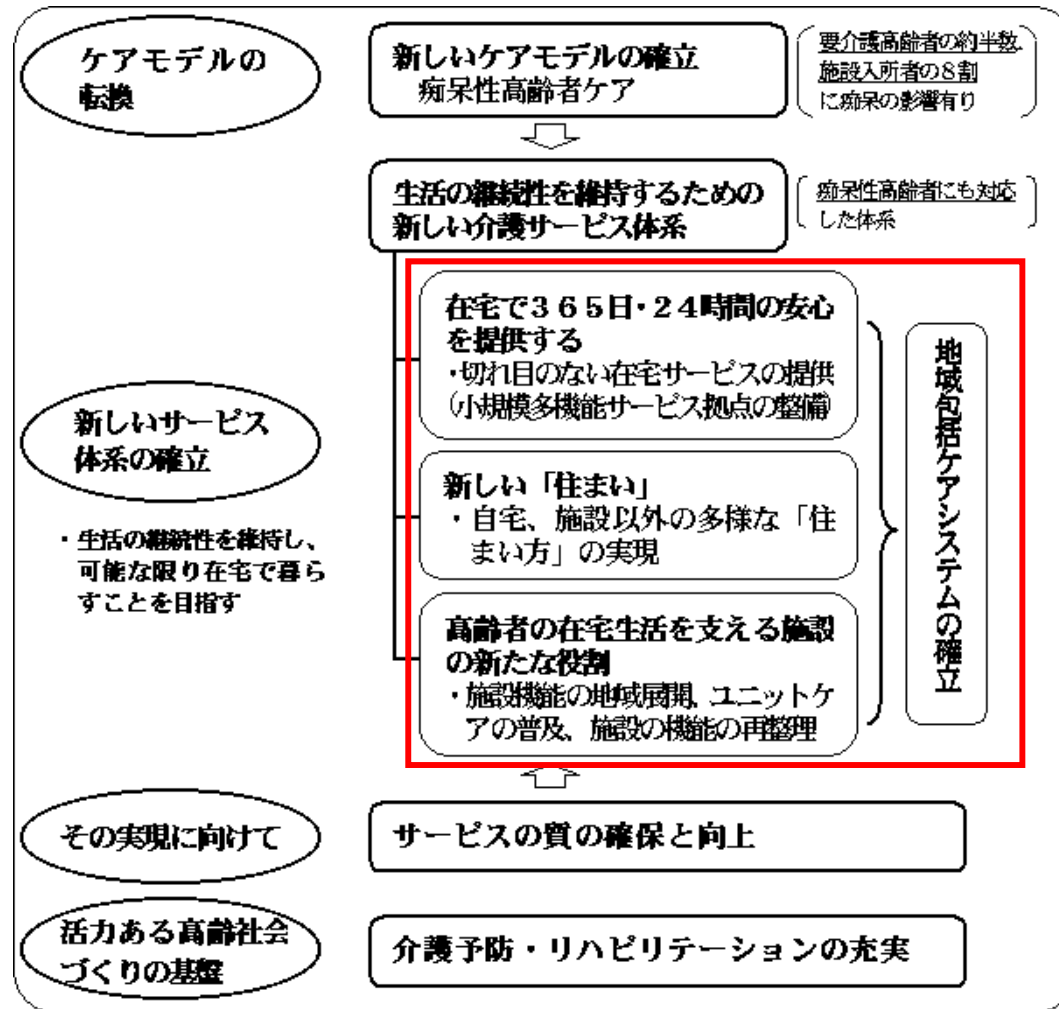 ケアモデルの
転換
新しいケアモデルの確立
痴呆性高齢者ケア
要介護高齢者の約半数、
施設入所者の8割
に痴呆の影響有り
生活の継続性を維持するための
新しい介護サービス体系
痴呆性高齢者にも対応
した体系
在宅で365日・24時間の安心
を提供する
・切れ目のない在宅サービスの提供
(小規模多機能サービス拠点の整備)
新しい「住まい」
・自宅、施設以外の多様な「住
まい方」の実現
高齢者の在宅生活を支える施設
の新たな役割
・施設機能の地域展開、ユニットケ
アの普及、施設の機能の再整理
地域包括ケアシステムの確立
新しいサービス
体系の確立
・生活の継続性を維持し、
可能な限り在宅で暮ら
すことを目指す
その実現に向けて
サービスの質の確保と向上
活力ある高齢社会
づくりの基盤
介護予防・リハビリテーションの充実